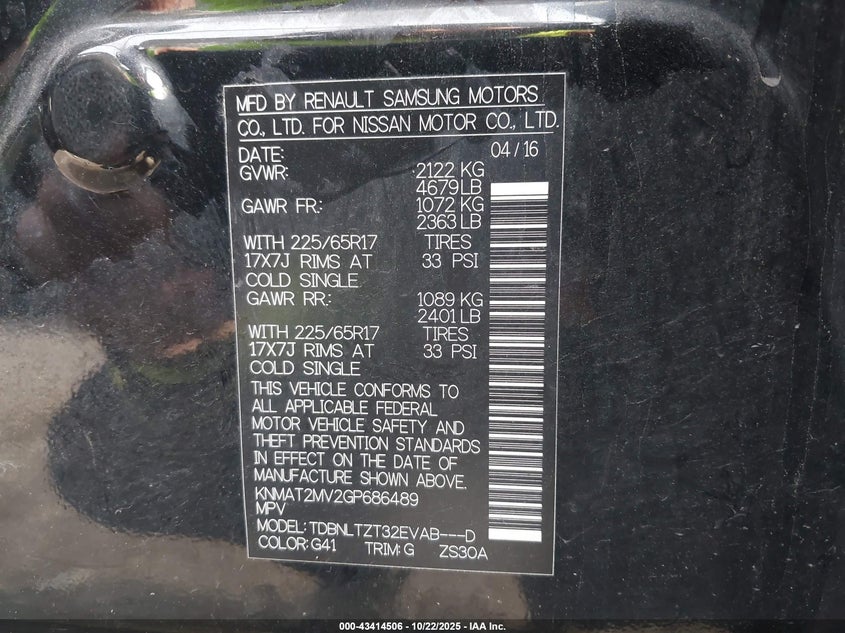 MFD BY RENAULT SAMSUNG MOTORS
CO., LTD. FOR NISSAN MOTOR CO., LTD.
DATE: 04/16
GVWR: 2122 KG
4679 LB
GAWR FR.: 1072 KG
2363 LB
WITH 225/65R17 TIRES
17X7J RIMS AT 33 PSI
COLD SINGLE
GAWR RR.: 1089 KG
2401 LB
WITH 225/65R17 TIRES
17X7J RIMS AT 33 PSI
COLD SINGLE
THIS VEHICLE CONFORMS TO
ALL APPLICABLE FEDERAL
MOTOR VEHICLE SAFETY AND
THEFT PREVENTION STANDARDS
IN EFFECT ON THE DATE OF
MANUFACTURE SHOWN ABOVE.
KNMAT2MV2GP686489
MPV
MODEL: TDBNLTZT32EVAB---D
COLOR: G41 TRIM: G ZS30A
000-43414506 - 10/22/2025 - IAA Inc.